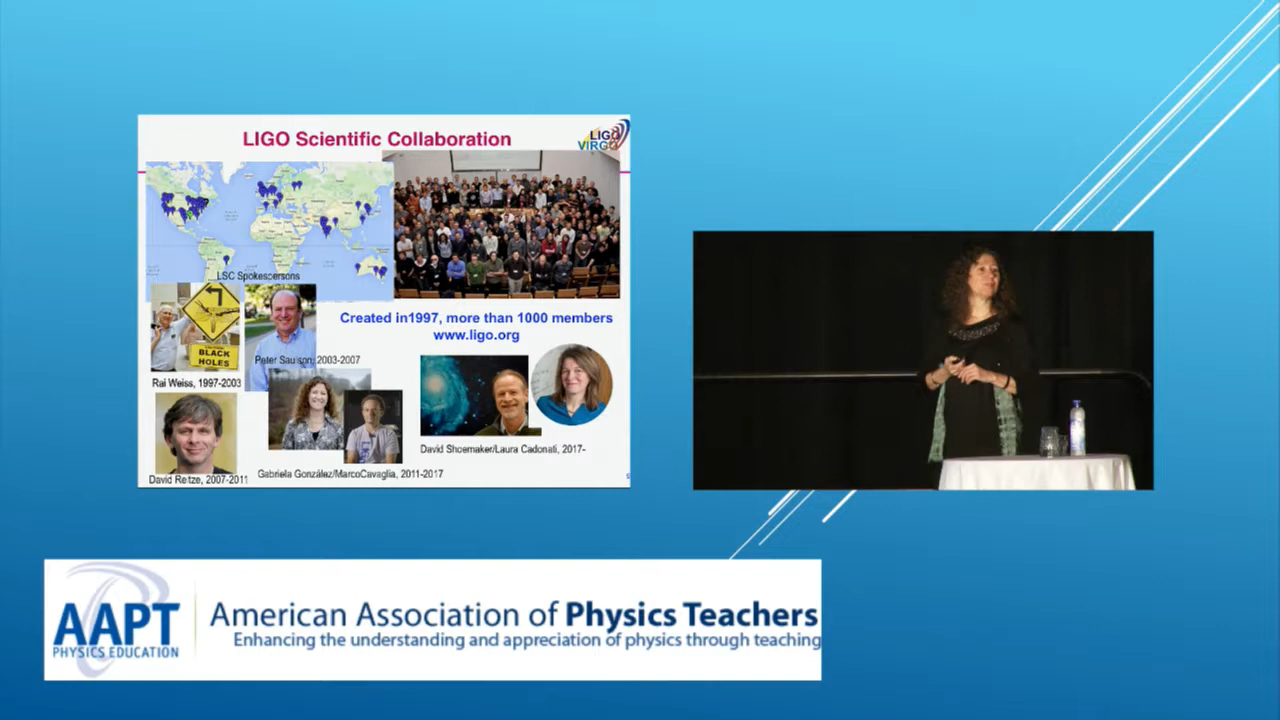 LIGO Scientific Collaboration
LIGO
VIRGO
LSC Spokespersons
BLACK
HOLES
Created in1997, more than 1000 members
www.ligo.org
Peter Saulson, 2003-2007
Rai Weiss, 1997-2003
David Shoemaker/Laura Cadonati, 2017-
Gabriela González/MarcoCavaglia, 2011-2017
David Reitze, 2007-2011
AAPT
PHYSICS EDUCATION
American Association of Physics Teachers
Enhancing the understanding and appreciation of physics through teaching